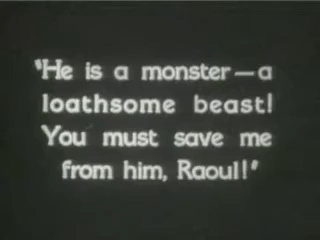 "He is a monster—a
loathsome beast!
You must save me
from him, Raoul!"